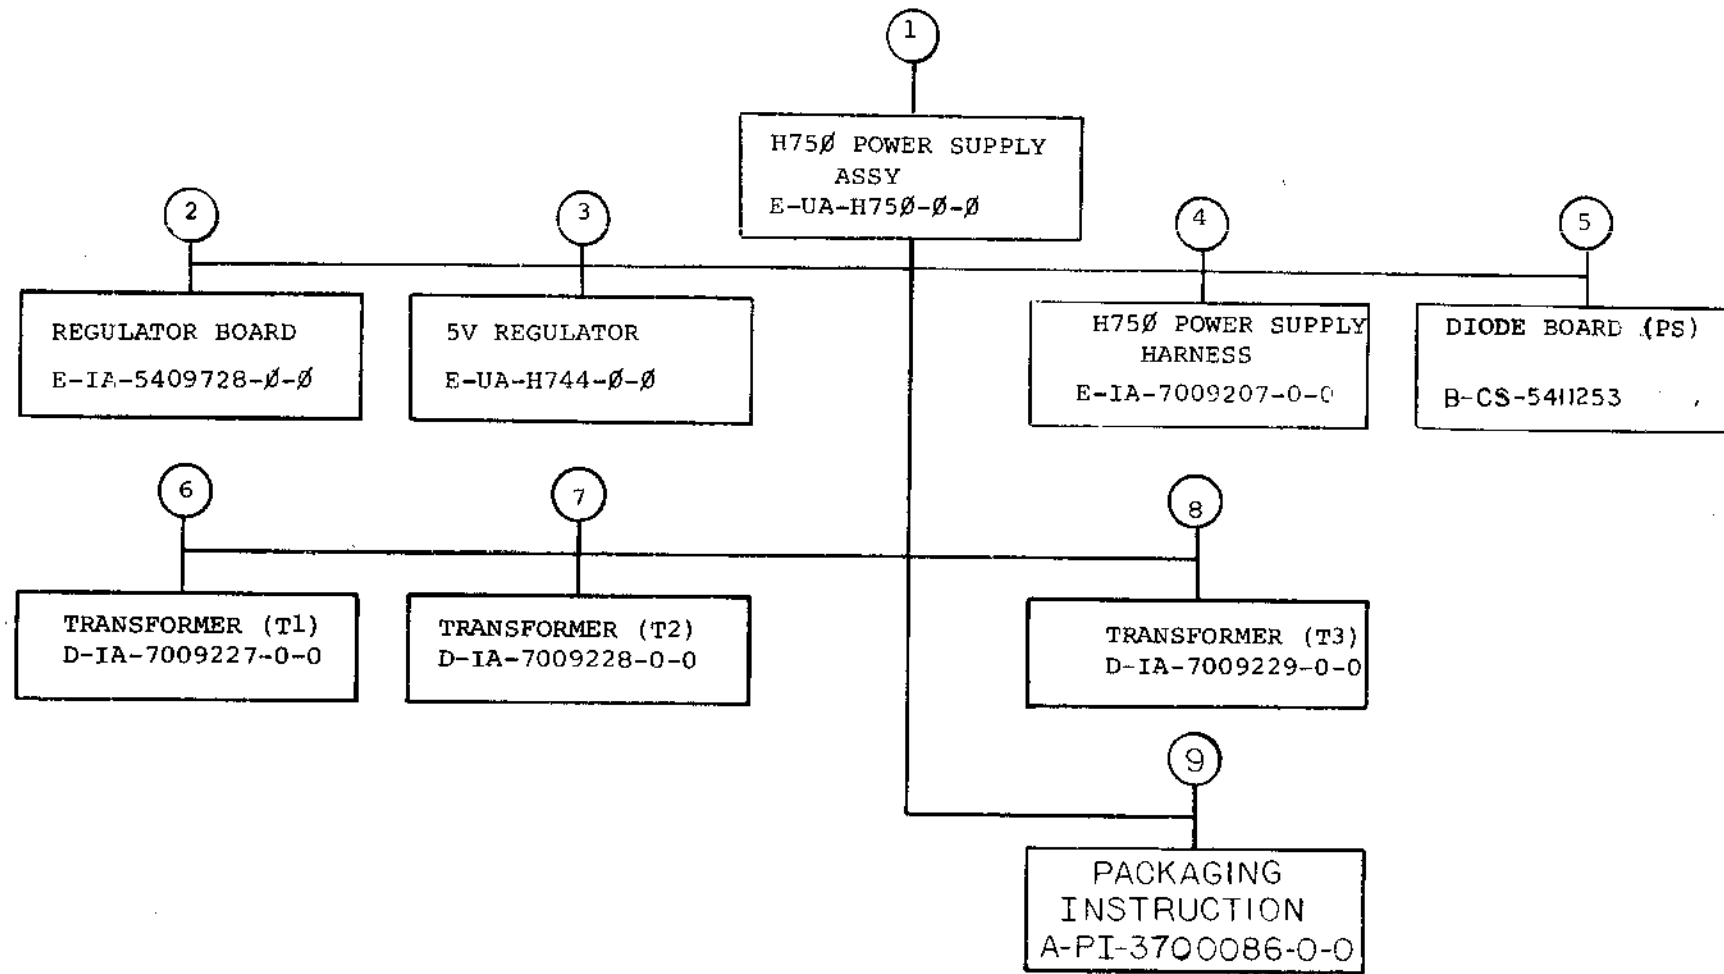 1
H75Ø POWER SUPPLY
ASSY
E-UA-H75Ø-Ø-Ø
2
3
4
5
REGULATOR BOARD
E-IA-5409728-Ø-Ø
5V REGULATOR
E-UA-H744-Ø-Ø
H75Ø POWER SUPPLY
HARNESS
E-IA-7009207-0-0
DIODE BOARD (PS)
B-CS-5411253
6
7
8
TRANSFORMER (T1)
D-IA-7009227-0-0
TRANSFORMER (T2)
D-IA-7009228-0-0
TRANSFORMER (T3)
D-IA-7009229-0-0
9
PACKAGING
INSTRUCTION
A-PI-3700086-0-0